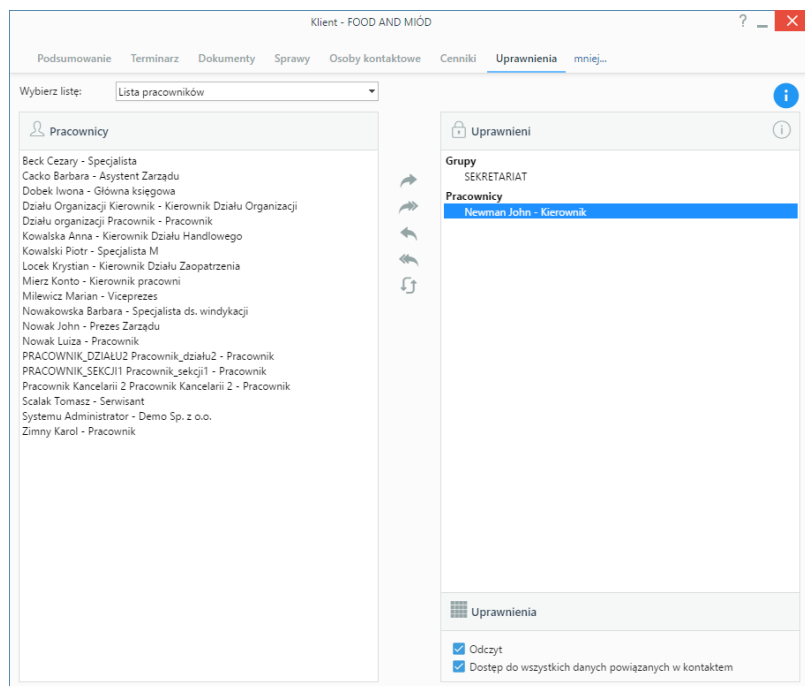 Klient - FOOD AND MIÓD
?
Podsumowanie Terminarz Dokumenty Sprawy Osoby kontaktowe Cenniki Uprawnienia mniej...
Wybierz listę: Lista pracowników
Pracownicy
Beck Cezary - Specjalista
Cacko Barbara - Asystent Zarządu
Dobek Iwona - Główna księgowa
Działu Organizacji Kierownik - Kierownik Działu Organizacji
Działu organizacji Pracownik - Pracownik
Kowalska Anna - Kierownik Działu Handlowego
Kowalski Piotr - Specjalista M
Locek Krystian - Kierownik Działu Zaopatrzenia
Mierz Konto - Kierownik pracowni
Milewicz Marian - Viceprezes
Nowakowska Barbara - Specjalista ds. windykacji
Nowak John - Prezes Zarządu
Nowak Luiza - Pracownik
PRACOWNIK_DZIAŁU2 Pracownik_działu2 - Pracownik
PRACOWNIK_SEKCJI1 Pracownik_sekcji1 - Pracownik
Pracownik Kancelarii 2 Pracownik Kancelarii 2 - Pracownik
Scalak Tomasz - Serwisant
Systemu Administrator - Demo Sp. z o.o.
Zimny Karol - Pracownik
Uprawnieni
Grupy
SEKRETARIAT
Pracownicy
Newman John - Kierownik
Uprawnienia
Odczyt
Dostęp do wszystkich danych powiązanych w kontaktem